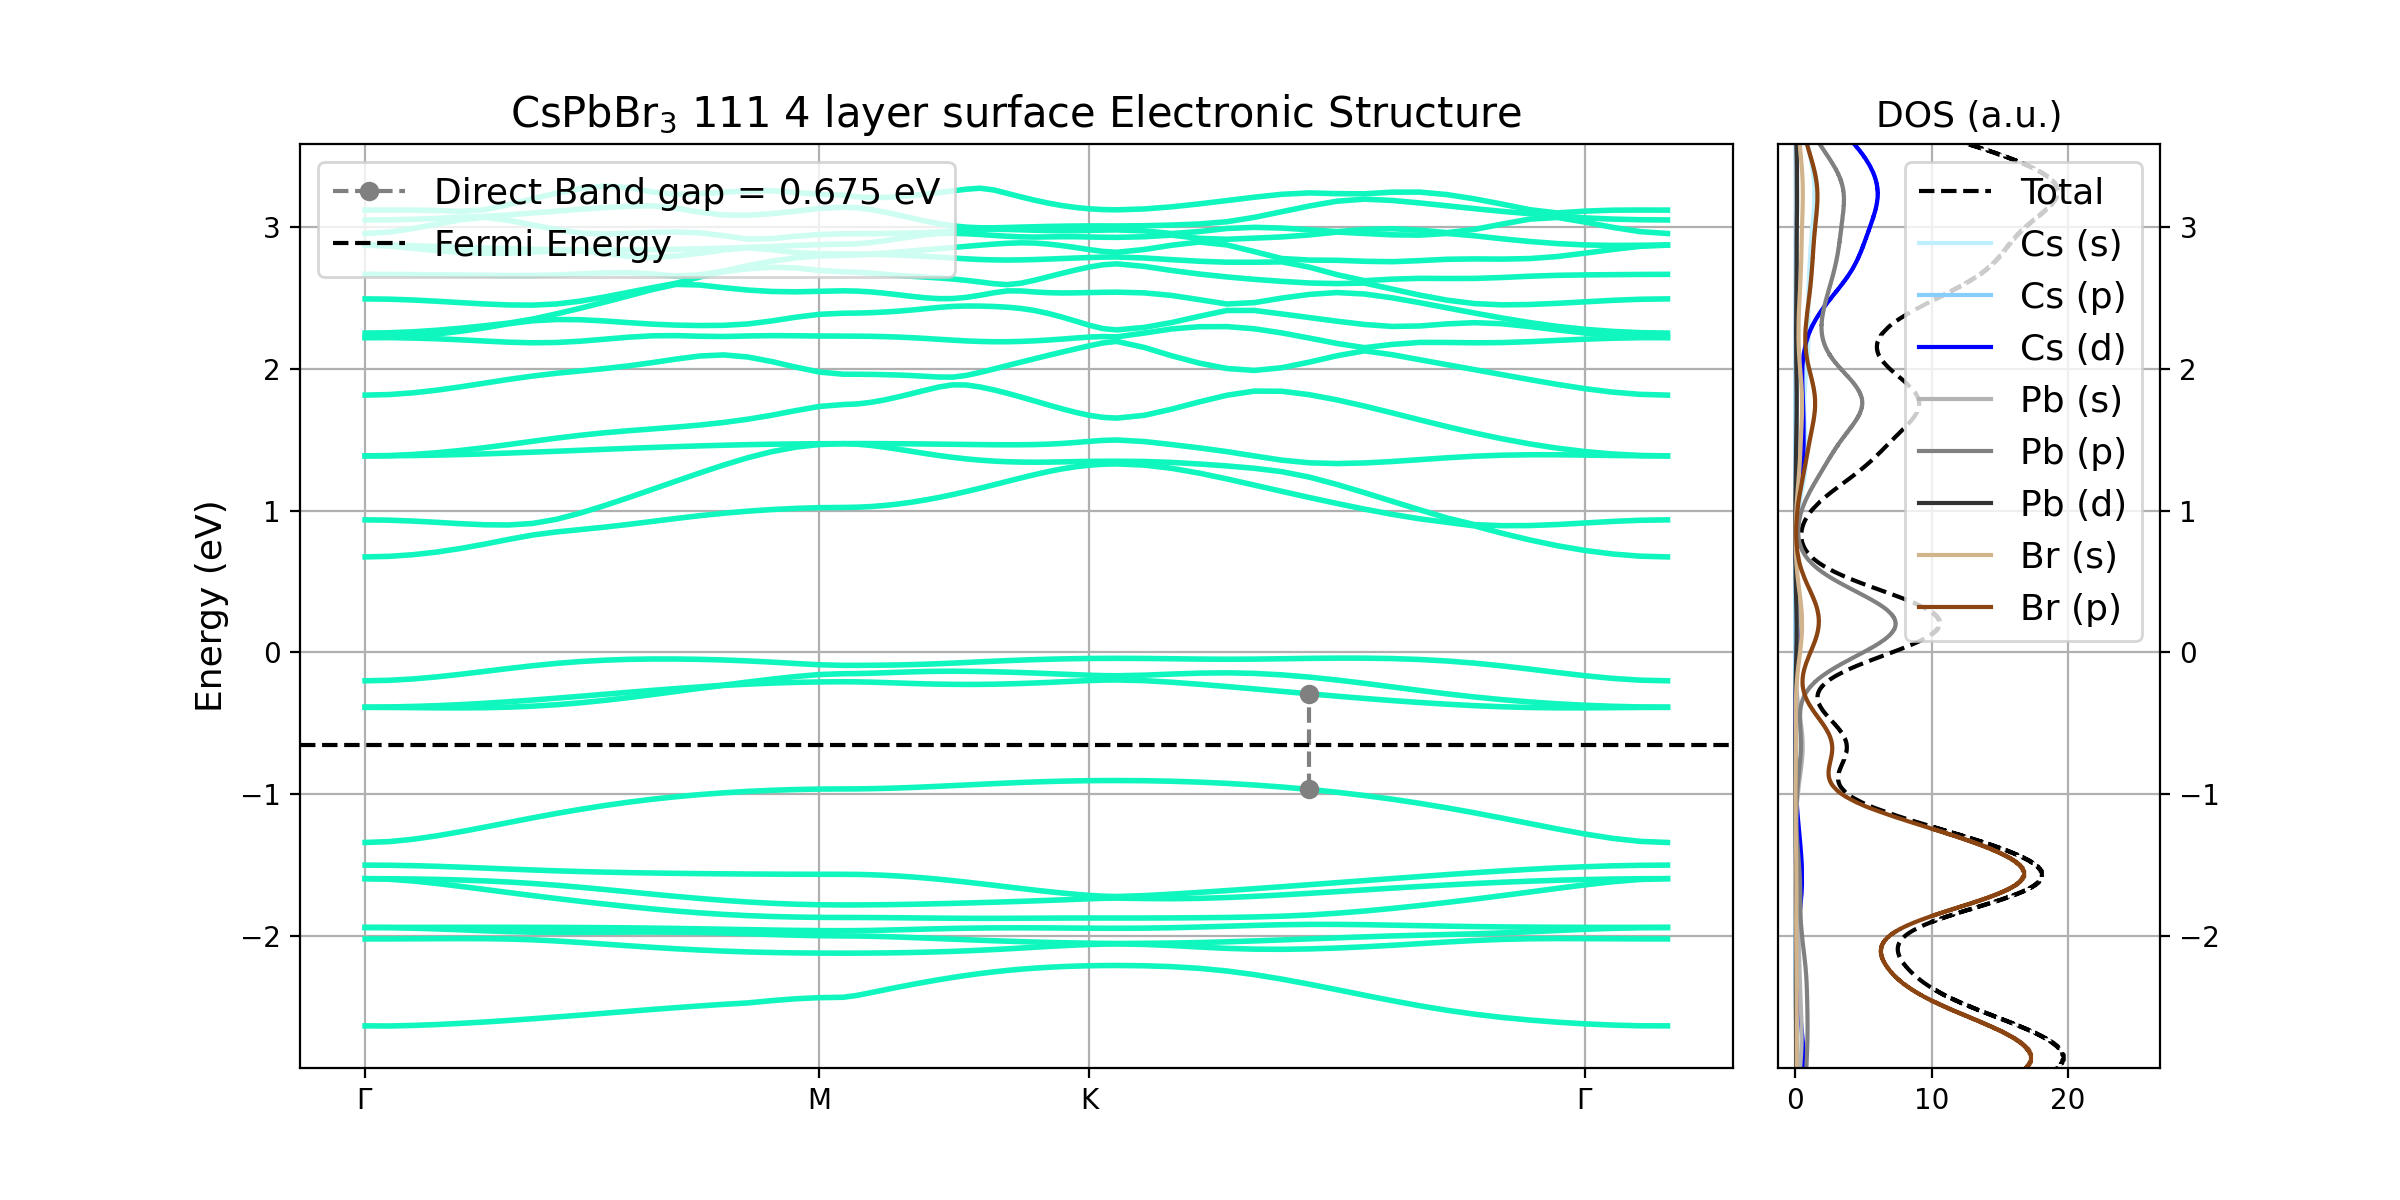 CsPbBr₃ 111 4 layer surface Electronic Structure
DOS (a.u.)
Direct Band gap = 0.675 eV
Fermi Energy
Energy (eV)
3
2
1
0
−1
−2
Γ
M
K
Γ
Total
Cs (s)
Cs (p)
Cs (d)
Pb (s)
Pb (p)
Pb (d)
Br (s)
Br (p)
3
2
1
0
−1
−2
0
10
20